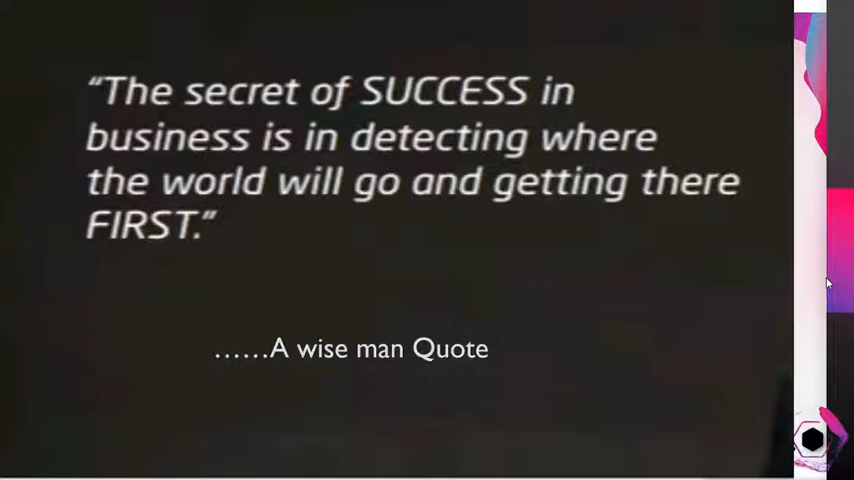 “The secret of SUCCESS in
business is in detecting where
the world will go and getting there
FIRST.”
......A wise man Quote